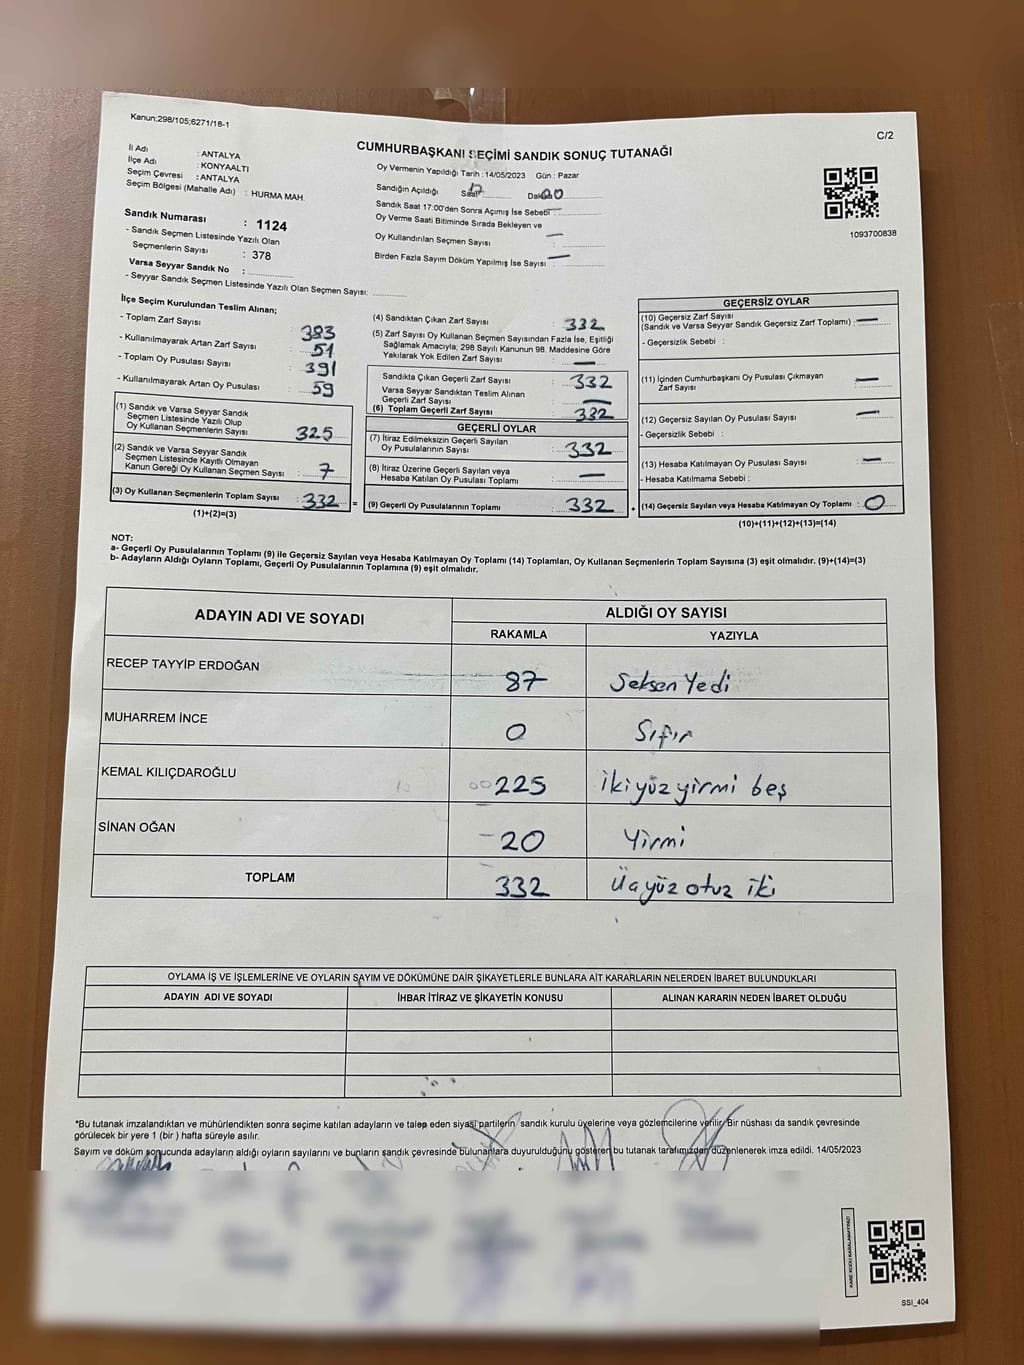 Kanun;298/105;6271/18-1
C/2
CUMHURBAŞKANI SEÇİMİ SANDIK SONUÇ TUTANAĞI
İl Adı : ANTALYA
İlçe Adı : KONYAALTI
Seçim Çevresi : ANTALYA
Seçim Bölgesi (Mahalle Adı) : HURMA MAH.
Sandık Numarası : 1124
- Sandık Seçmen Listesinde Yazılı Olan
Seçmenlerin Sayısı : 378
Varsa Seyyar Sandık No :
- Seyyar Sandık Seçmen Listesinde Yazılı Olan Seçmen Sayısı:
Oy Vermenin Yapıldığı Tarih :14/05/2023 Gün : Pazar
Sandığın Açıldığı Saat 17 Dakika 00
Sandık Saat 17:00'den Sonra Açımış İse Sebebi : —
Oy Verme Saati Bitiminde Sırada Bekleyen ve
Oy Kullandırılan Seçmen Sayısı : —
Birden Fazla Sayım Döküm Yapılmış İse Sayısı : —
1093700838
İlçe Seçim Kurulundan Teslim Alınan;
- Toplam Zarf Sayısı : 383
- Kullanılmayarak Artan Zarf Sayısı : 51
- Toplam Oy Pusulası Sayısı : 391
- Kullanılmayarak Artan Oy Pusulası : 59
(1) Sandık ve Varsa Seyyar Sandık
Seçmen Listesinde Yazılı Olup
Oy Kullanan Seçmenlerin Sayısı : 325
(2) Sandık ve Varsa Seyyar Sandık
Seçmen Listesinde Kayıtlı Olmayan
Kanun Gereği Oy Kullanan Seçmen Sayısı : 7
(3) Oy Kullanan Seçmenlerin Toplam Sayısı : 332 =
(1)+(2)=(3)
(4) Sandıktan Çıkan Zarf Sayısı : 332
(5) Zarf Sayısı Oy Kullanan Seçmen Sayısından Fazla İse, Eşitliği
Sağlamak Amacıyla; 298 Sayılı Kanunun 98. Maddesine Göre
Yakılarak Yok Edilen Zarf Sayısı : —
Sandıkta Çıkan Geçerli Zarf Sayısı : 332
Varsa Seyyar Sandıktan Teslim Alınan
Geçerli Zarf Sayısı : —
(6) Toplam Geçerli Zarf Sayısı : 332
GEÇERLİ OYLAR
(7) İtiraz Edilmeksizin Geçerli Sayılan
Oy Pusulalarının Sayısı : 332
(8) İtiraz Üzerine Geçerli Sayılan veya
Hesaba Katılan Oy Pusulası Toplamı : —
(9) Geçerli Oy Pusulalarının Toplamı : 332 +
GEÇERSİZ OYLAR
(10) Geçersiz Zarf Sayısı
(Sandık ve Varsa Seyyar Sandık Geçersiz Zarf Toplamı) : —
- Geçersizlik Sebebi :
(11) İçinden Cumhurbaşkanı Oy Pusulası Çıkmayan
Zarf Sayısı : —
(12) Geçersiz Sayılan Oy Pusulası Sayısı : —
- Geçersizlik Sebebi :
(13) Hesaba Katılmayan Oy Pusulası Sayısı : —
- Hesaba Katılmama Sebebi :
(14) Geçersiz Sayılan veya Hesaba Katılmayan Oy Toplamı : 0
(10)+(11)+(12)+(13)=(14)
NOT:
a- Geçerli Oy Pusulalarının Toplamı (9) ile Geçersiz Sayılan veya Hesaba Katılmayan Oy Toplamı (14) Toplamları, Oy Kullanan Seçmenlerin Toplam Sayısına (3) eşit olmalıdır. (9)+(14)=(3)
b- Adayların Aldığı Oyların Toplamı, Geçerli Oy Pusulalarının Toplamına (9) eşit olmalıdır.
ADAYIN ADI VE SOYADI ALDIĞI OY SAYISI
RAKAMLA YAZIYLA
RECEP TAYYİP ERDOĞAN 87 Seksen Yedi
MUHARREM İNCE 0 Sıfır
KEMAL KILIÇDAROĞLU 00225 İkiyüz yirmi beş
SİNAN OĞAN -20 Yirmi
TOPLAM 332 Üçyüz otuz iki
OYLAMA İŞ VE İŞLEMLERİNE VE OYLARIN SAYIM VE DÖKÜMÜNE DAİR ŞİKAYETLERLE BUNLARA AİT KARARLARIN NELERDEN İBARET BULUNDUKLARI
ADAYIN ADI VE SOYADI İHBAR İTİRAZ VE ŞİKAYETİN KONUSU ALINAN KARARIN NEDEN İBARET OLDUĞU
*Bu tutanak imzalandıktan ve mühürlendikten sonra seçime katılan adayların ve talep eden siyasi partilerin sandık kurulu üyelerine veya gözlemcilerine verilir. Bir nüshası da sandık çevresinde
görülecek bir yere 1 (bir ) hafta süreyle asılır.
Sayım ve döküm sonucunda adayların aldığı oyların sayılarını ve bunların sandık çevresinde bulunanlara duyurulduğunu gösteren bu tutanak tarafımızdan düzenlenerek imza edildi. 14/05/2023
KARE KODU KARALAMAYINIZ!
SSI_404